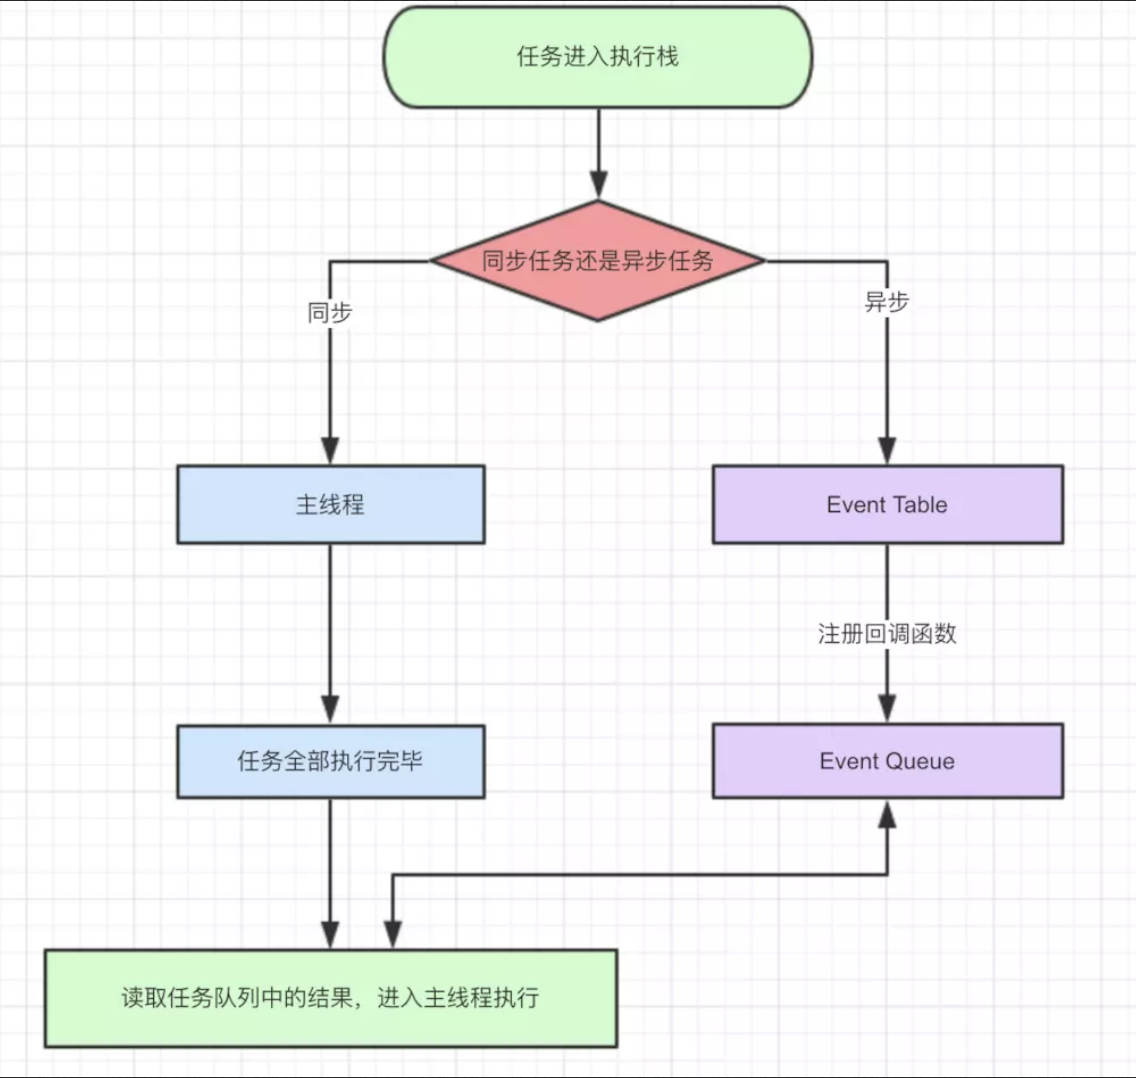 任务进入执行栈
同步任务还是异步任务
同步
异步
主线程
Event Table
注册回调函数
任务全部执行完毕
Event Queue
读取任务队列中的结果，进入主线程执行